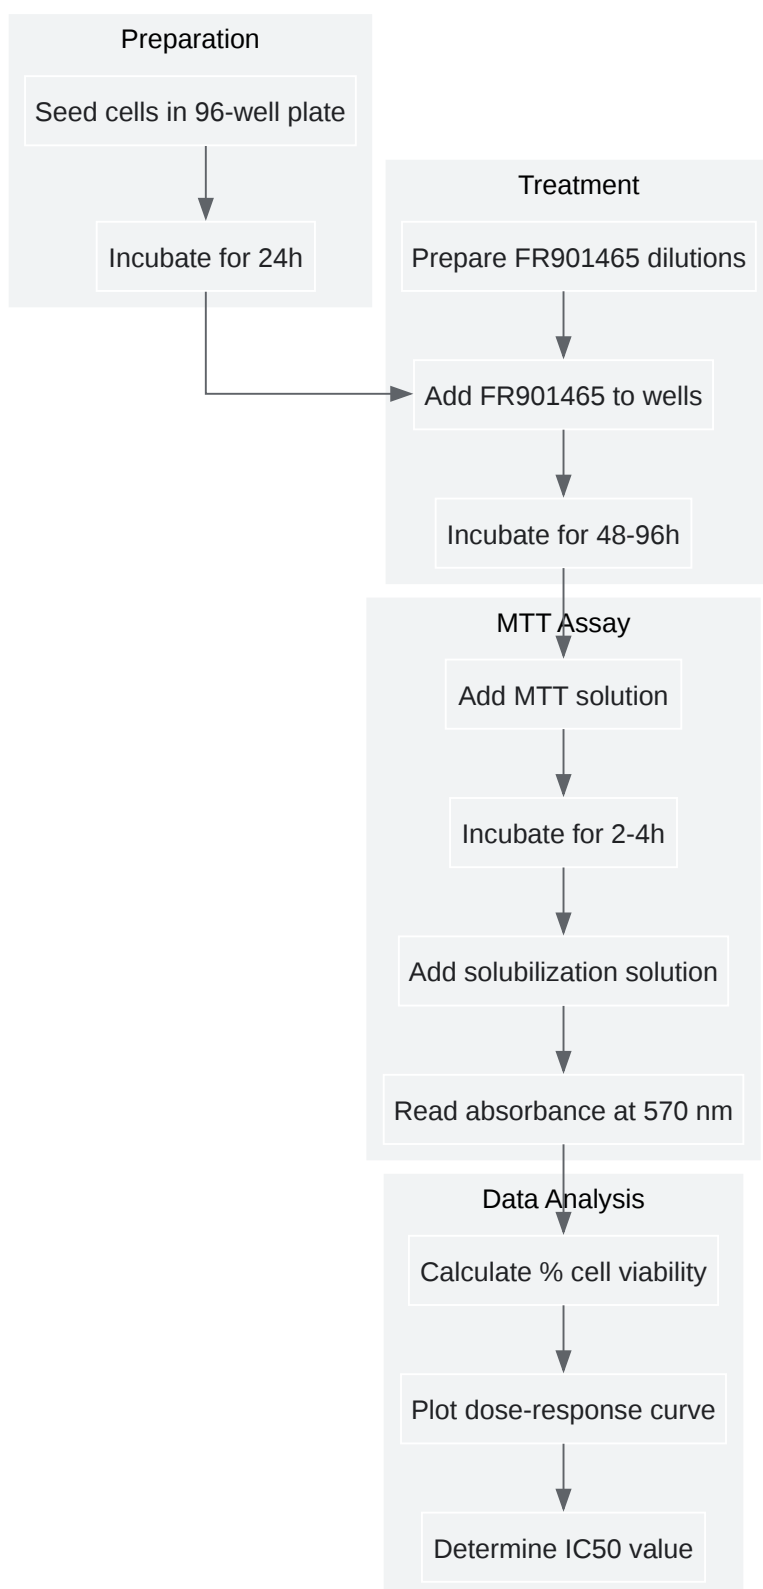 Preparation
Seed cells in 96-well plate
Incubate for 24h
Treatment
Prepare FR901465 dilutions
Add FR901465 to wells
Incubate for 48-96h
MTT Assay
Add MTT solution
Incubate for 2-4h
Add solubilization solution
Read absorbance at 570 nm
Data Analysis
Calculate % cell viability
Plot dose-response curve
Determine IC50 value